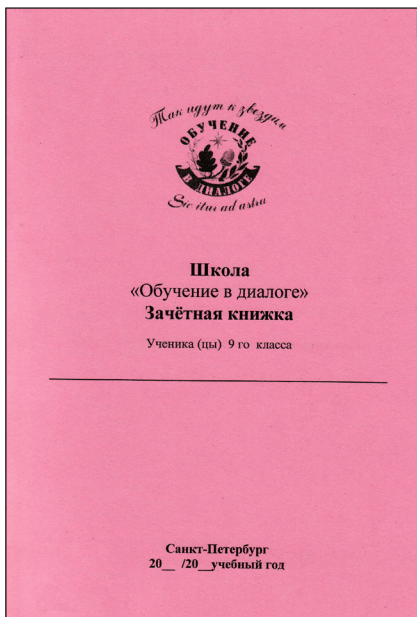 Так идут к звездам
ОБУЧЕНИЕ
В ДИАЛОГЕ
Sic itur ad astra
Школа
«Обучение в диалоге»
Зачётная книжка
Ученика (цы) 9 го класса
Санкт-Петербург
20__ /20__учебный год